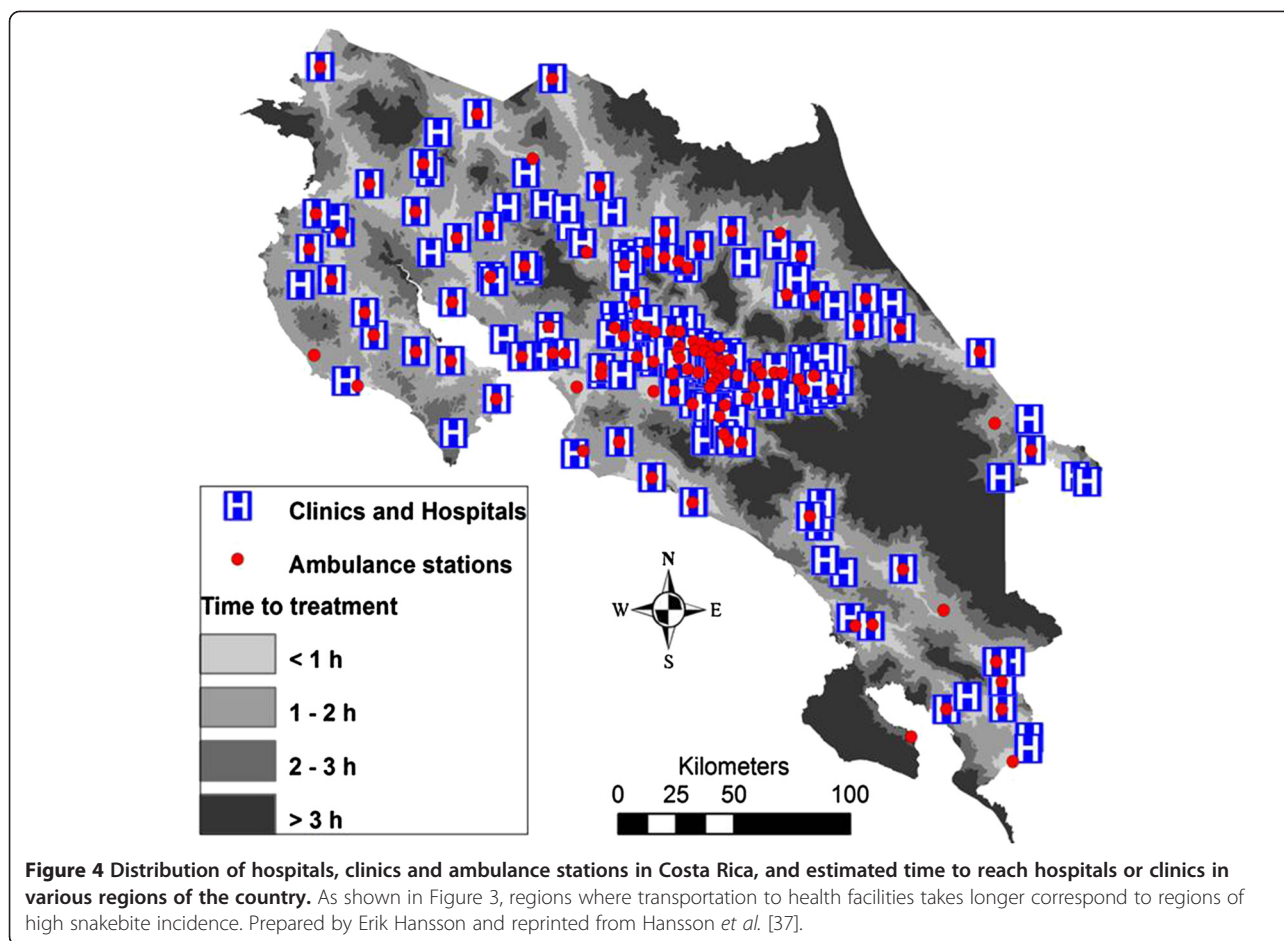 H Clinics and Hospitals
Ambulance stations
Time to treatment
< 1 h
1 - 2 h
2 - 3 h
> 3 h
N
W E
S
Kilometers
0 25 50 100
Figure 4 Distribution of hospitals, clinics and ambulance stations in Costa Rica, and estimated time to reach hospitals or clinics in
various regions of the country. As shown in Figure 3, regions where transportation to health facilities takes longer correspond to regions of
high snakebite incidence. Prepared by Erik Hansson and reprinted from Hansson et al. [37].